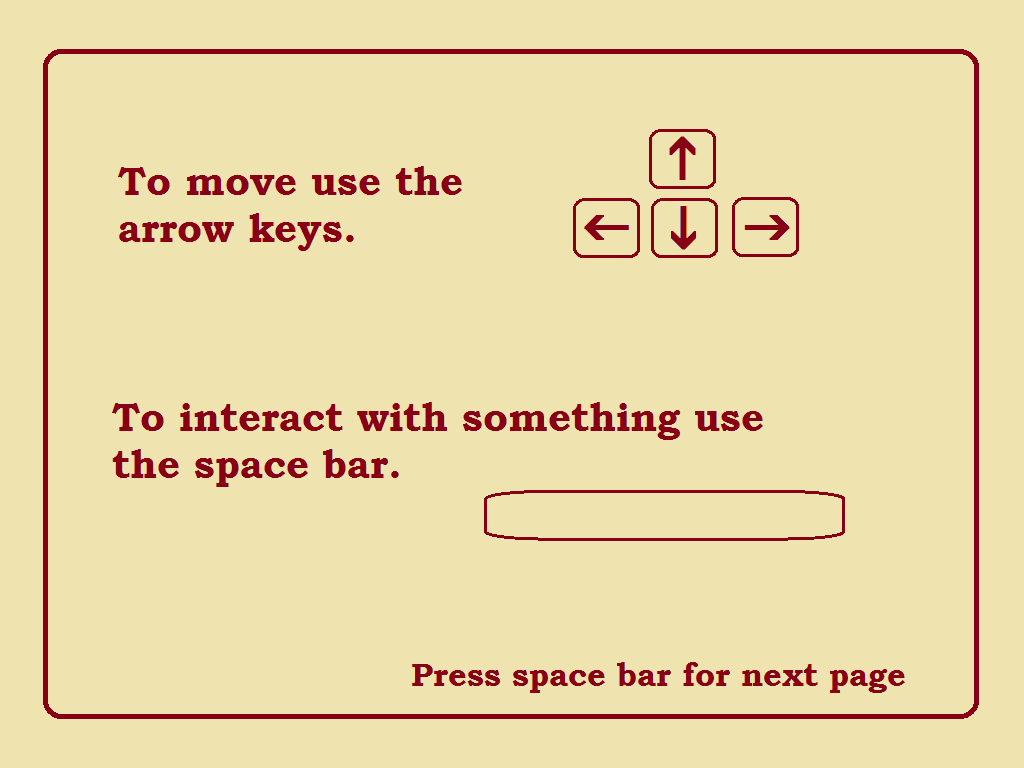 To move use the
arrow keys.
↑
← ↓ →
To interact with something use
the space bar.
Press space bar for next page